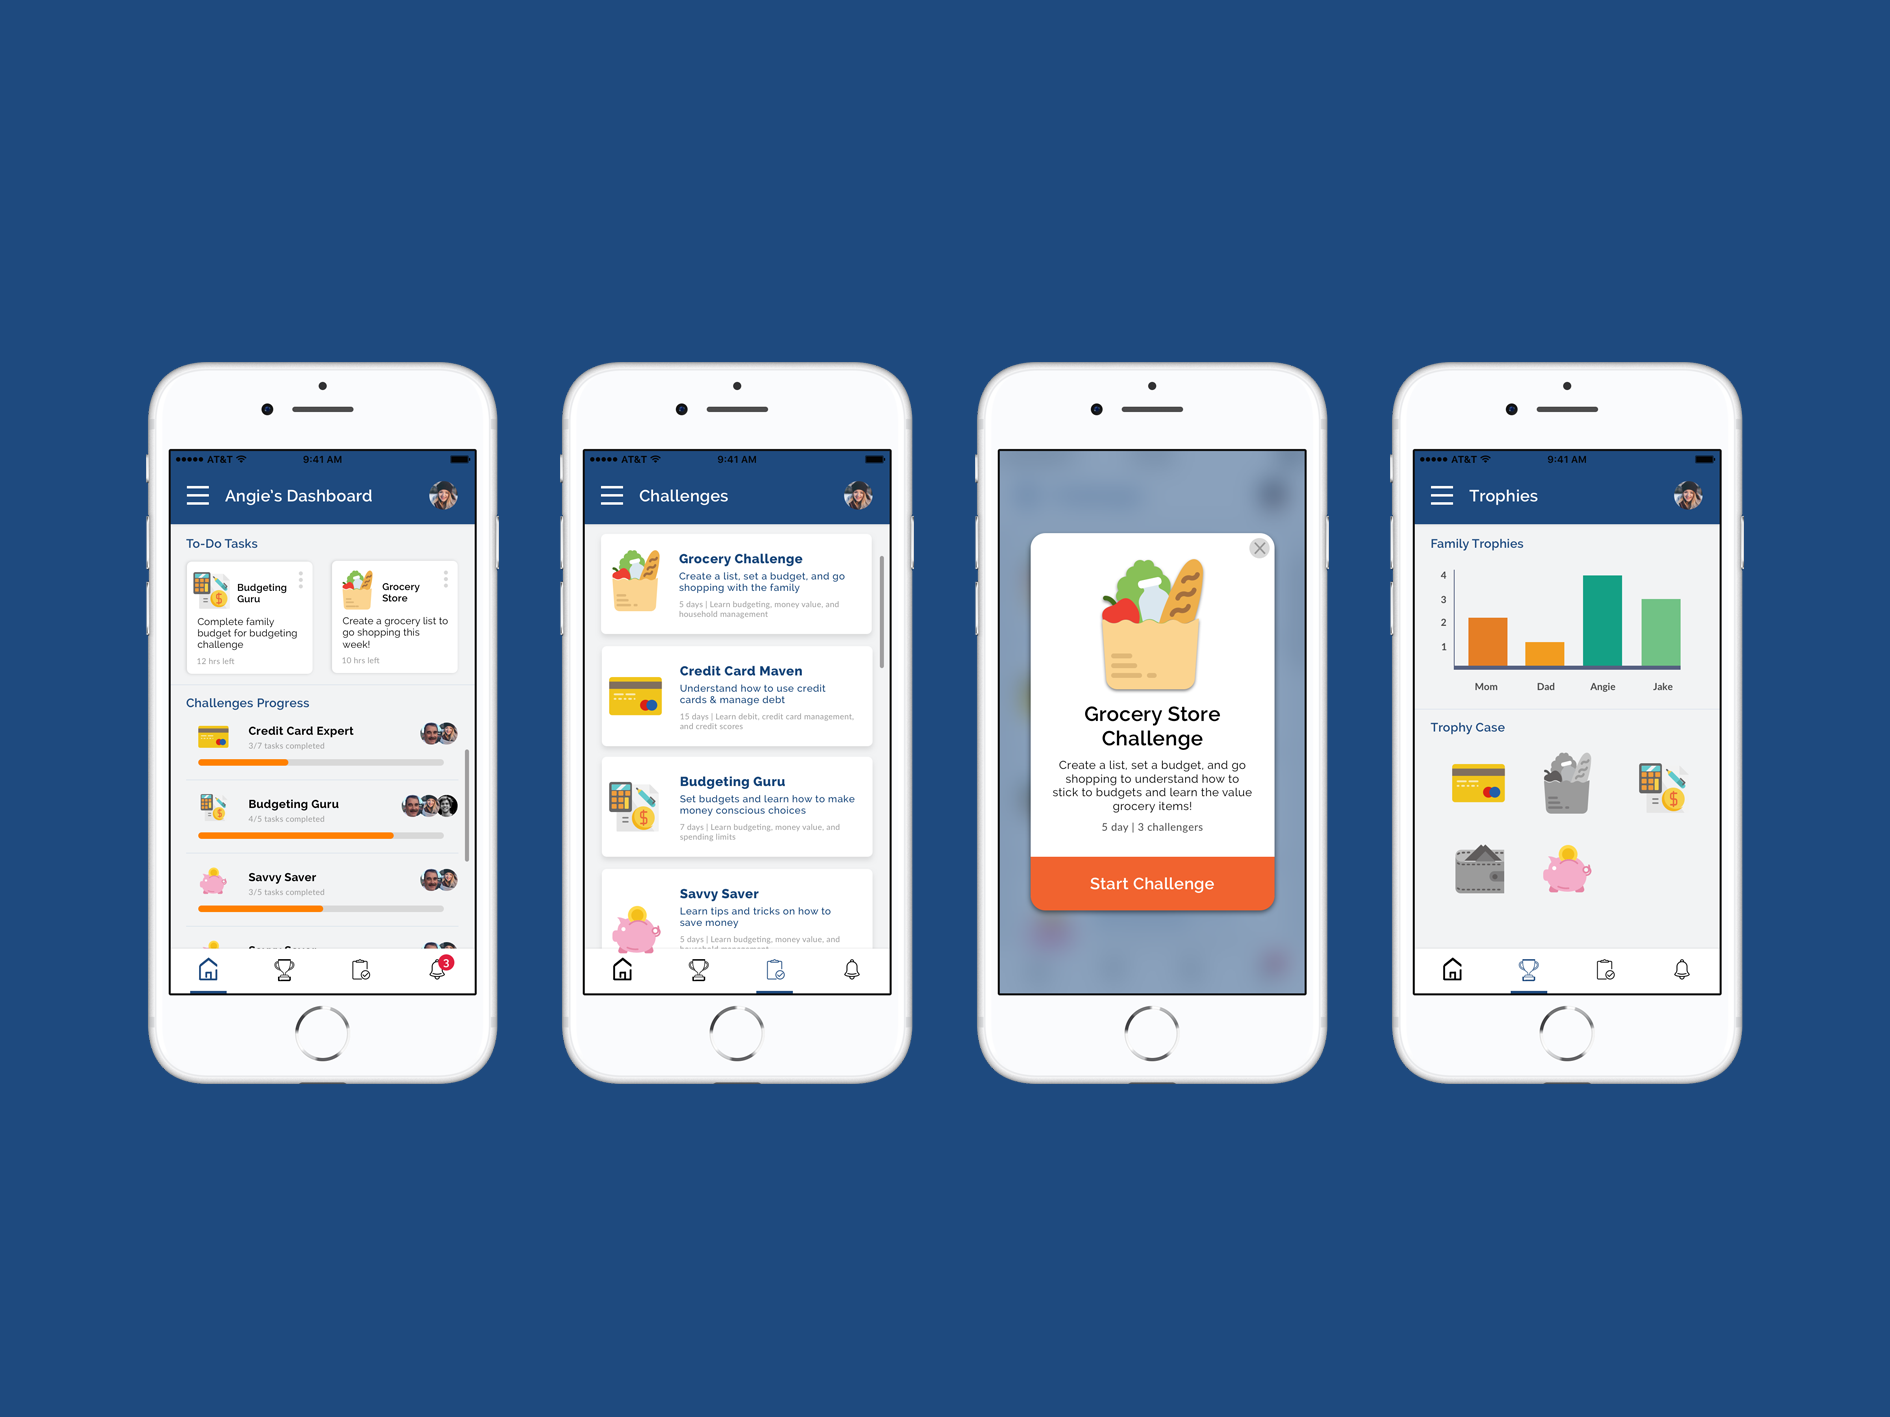 AT&T
9:41 AM
Angie's Dashboard
To-Do Tasks
Budgeting
Guru
Complete family
budget for budgeting
challenge
12 hrs left
Grocery
Store
Create a grocery list to
go shopping this
week!
10 hrs left
Challenges Progress
Credit Card Expert
3/7 tasks completed
Budgeting Guru
4/5 tasks completed
Savvy Saver
3/5 tasks completed
3
AT&T
9:41 AM
Challenges
Grocery Challenge
Create a list, set a budget, and go
shopping with the family
5 days | Learn budgeting, money value, and
household management
Credit Card Maven
Understand how to use credit
cards & manage debt
15 days | Learn debit, credit card management,
and credit scores
Budgeting Guru
Set budgets and learn how to make
money conscious choices
7 days | Learn budgeting, money value, and
spending limits
Savvy Saver
Learn tips and tricks on how to
save money
5 days | Learn budgeting, money value, and
Grocery Store
Challenge
Create a list, set a budget, and go
shopping to understand how to
stick to budgets and learn the value
grocery items!
5 day | 3 challengers
Start Challenge
AT&T
9:41 AM
Trophies
Family Trophies
4
3
2
1
Mom Dad Angie Jake
Trophy Case